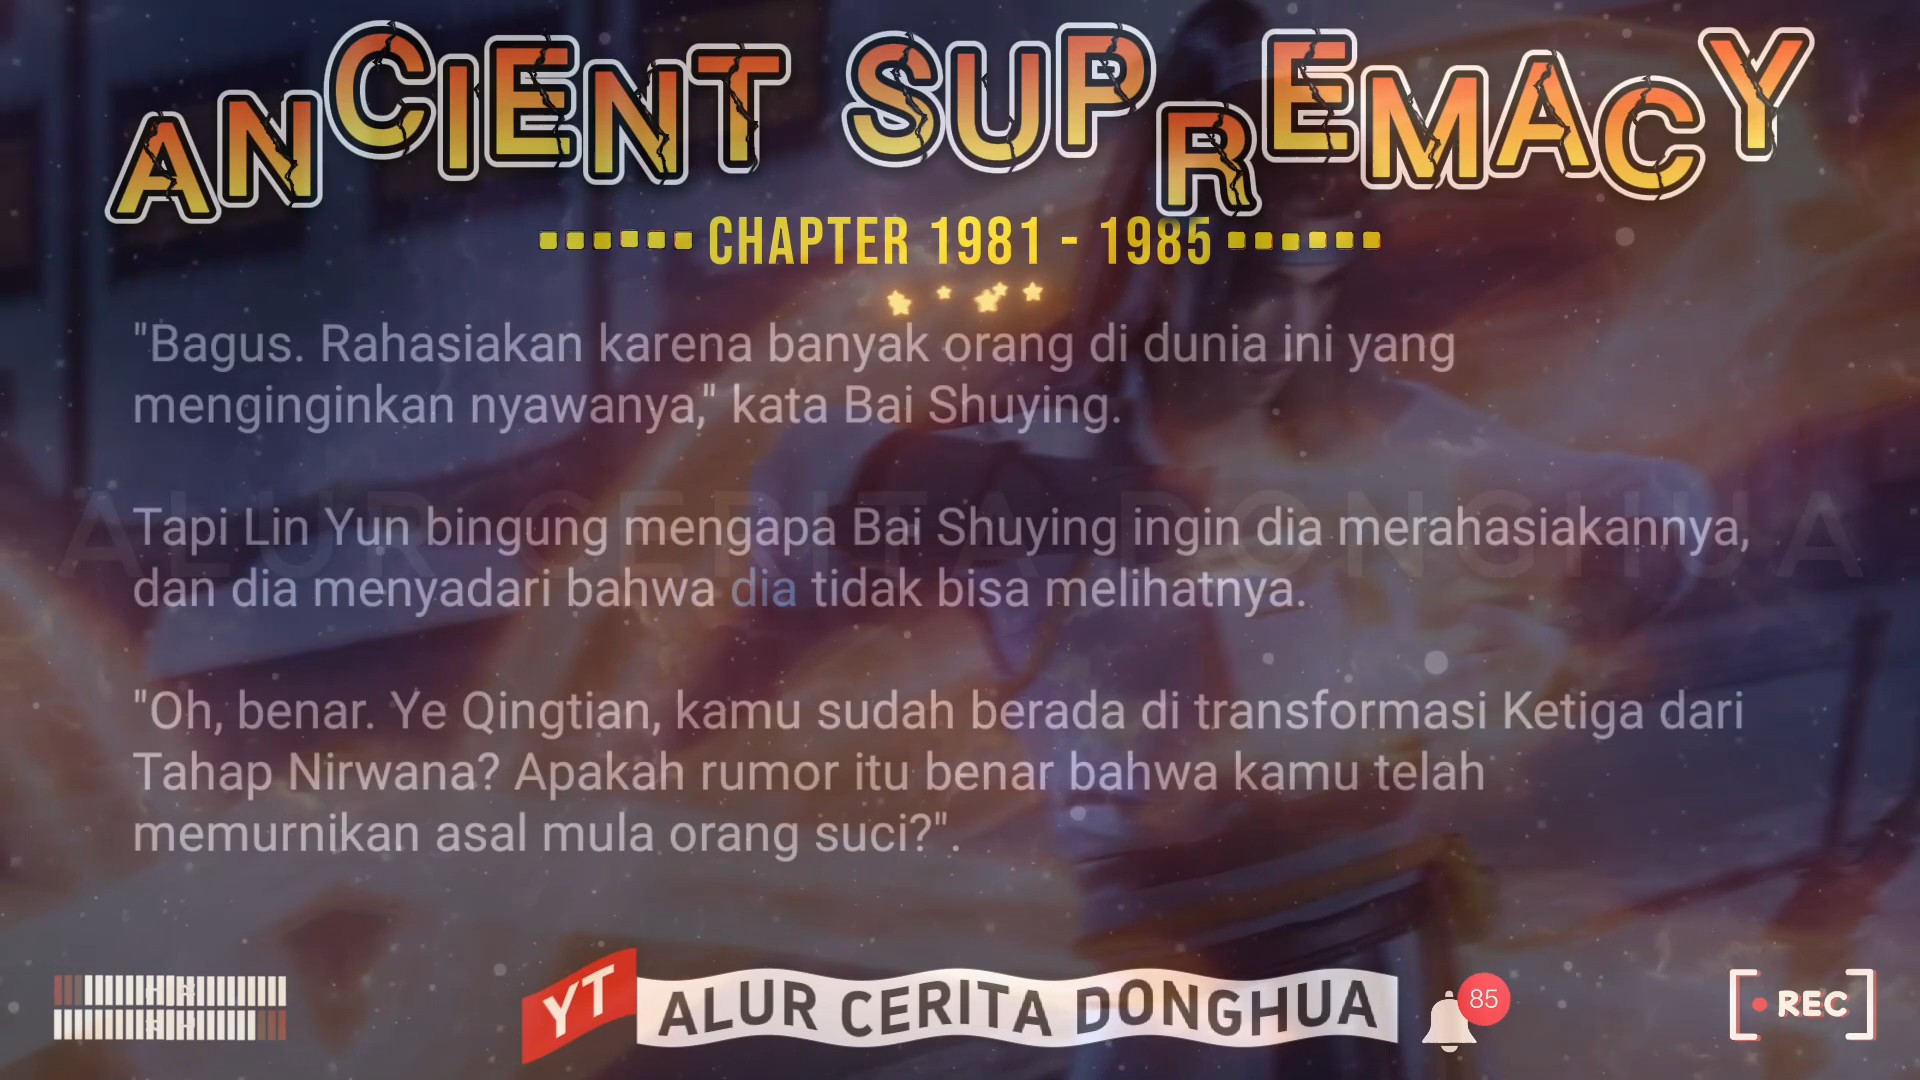 ANCIENT SUPREMACY
CHAPTER 1981 - 1985
"Bagus. Rahasiakan karena banyak orang di dunia ini yang
menginginkan nyawanya," kata Bai Shuying.
ALUR CERITA DONGHUA
Tapi Lin Yun bingung mengapa Bai Shuying ingin dia merahasiakannya,
dan dia menyadari bahwa dia tidak bisa melihatnya.
"Oh, benar. Ye Qingtian, kamu sudah berada di transformasi Ketiga dari
Tahap Nirwana? Apakah rumor itu benar bahwa kamu telah
memurnikan asal mula orang suci?".
YT ALUR CERITA DONGHUA
85
REC